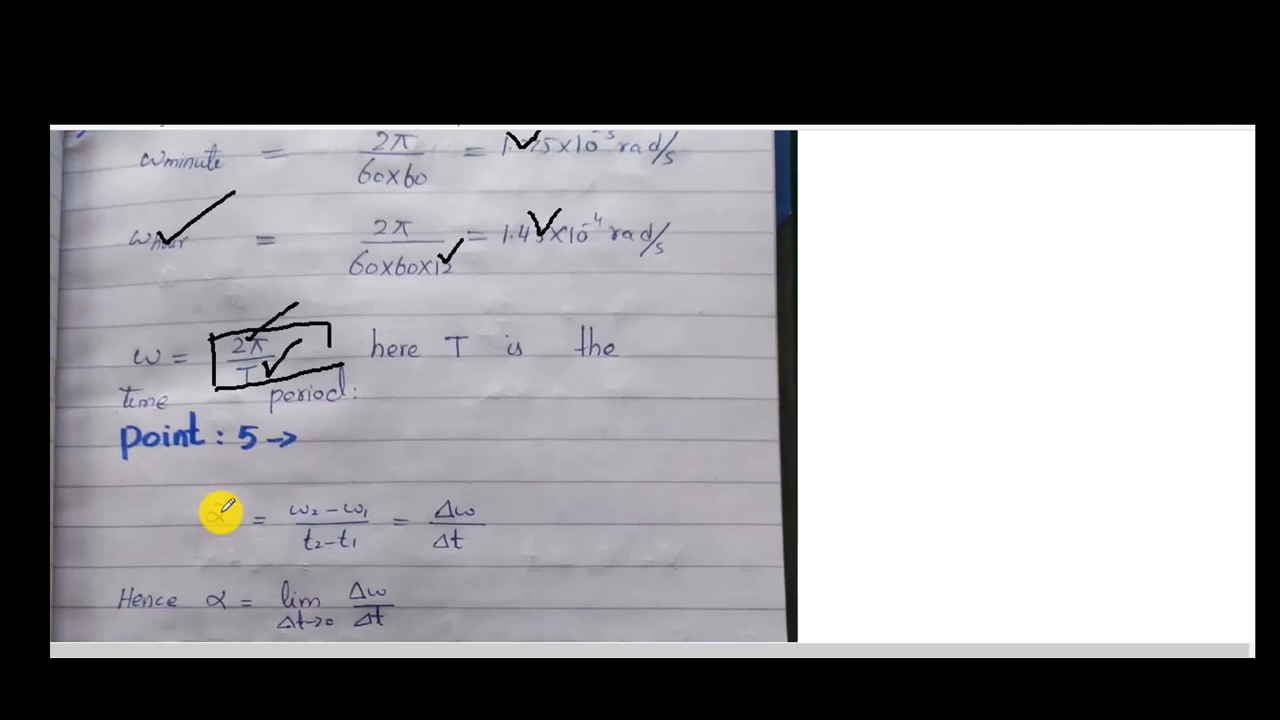 ωminute = 2π / 60×60 = 1.75×10⁻³ rad/s
ωhour = 2π / 60×60×12 = 1.45×10⁻⁴ rad/s
ω = 2π / T here T is the
time period:
Point : 5 →
α = ω₂ - ω₁ / t₂ - t₁ = Δω / Δt
Hence α = lim Δt→0 Δω / Δt